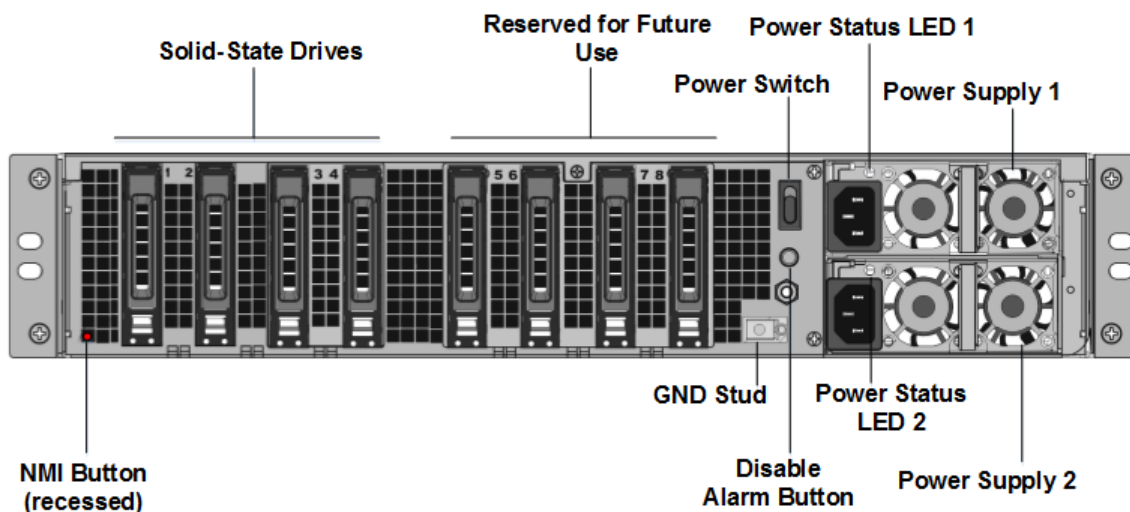 Solid-State Drives
Reserved for Future
Use
Power Status LED 1
Power Switch
Power Supply 1
1 2 3 4 5 6 7 8
GND Stud
Power Status
LED 2
NMI Button
(recessed)
Disable
Alarm Button
Power Supply 2